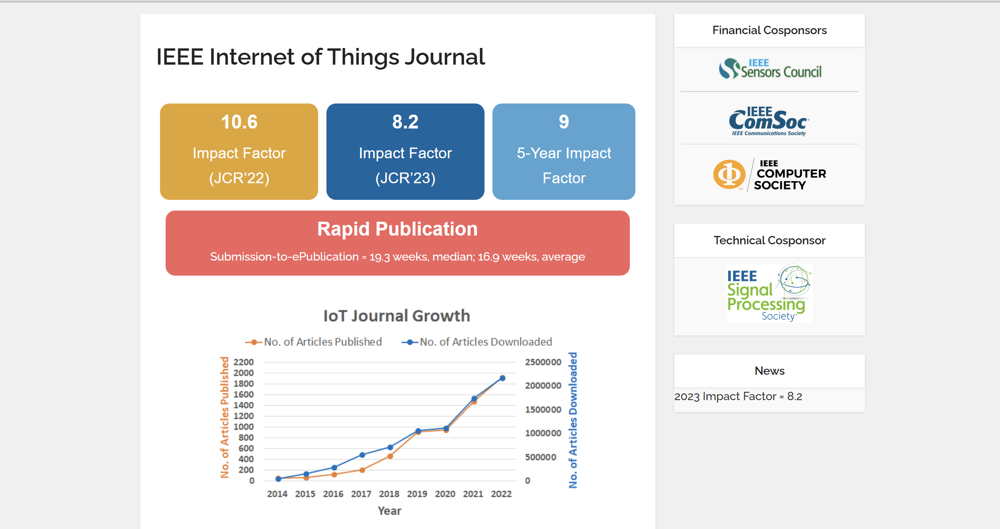 IEEE Internet of Things Journal
10.6
Impact Factor
(JCR’22)
8.2
Impact Factor
(JCR’23)
9
5-Year Impact
Factor
Rapid Publication
Submission-to-ePublication = 19.3 weeks, median; 16.9 weeks, average
IoT Journal Growth
No. of Articles Published
No. of Articles Downloaded
No. of Articles Published
2200
2000
1800
1600
1400
1200
1000
800
600
400
200
0
2500000
2000000
1500000
1000000
500000
0
No. of Articles Downloaded
2014 2015 2016 2017 2018 2019 2020 2021 2022
Year
Financial Cosponsors
IEEE
Sensors Council
IEEE
ComSoc®
IEEE Communications Society
TM
IEEE
COMPUTER
SOCIETY
Technical Cosponsor
IEEE
Signal
Processing
Society™
News
2023 Impact Factor = 8.2